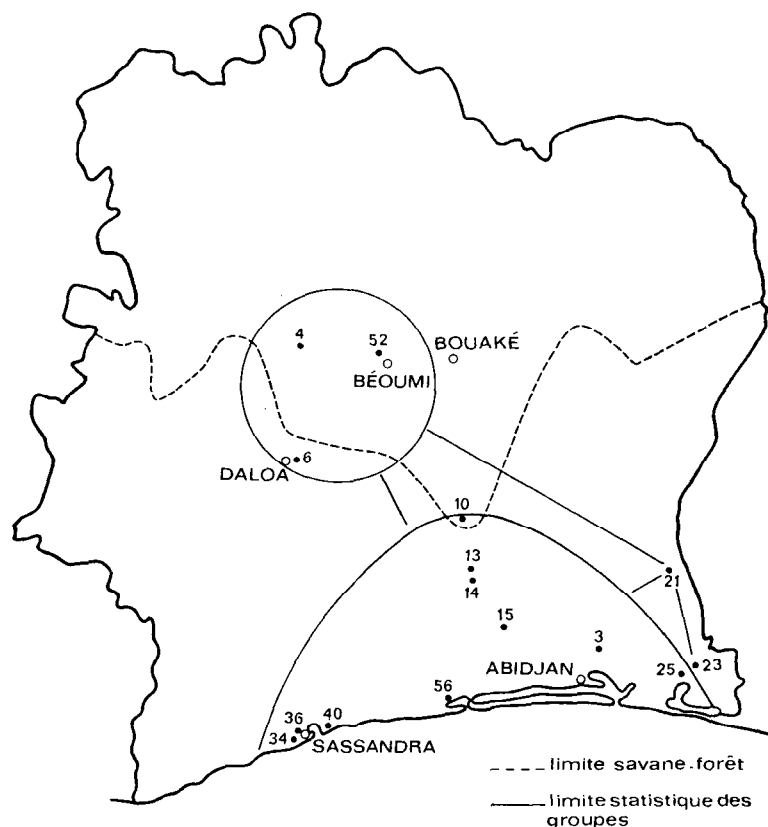 4
52
BOUAKÉ
BÉOUMI
DALOA
6
10
13
14
21
15
3
ABIDJAN
25
23
56
36
40
34
SASSANDRA
limite savane-forêt
limite statistique des
groupes